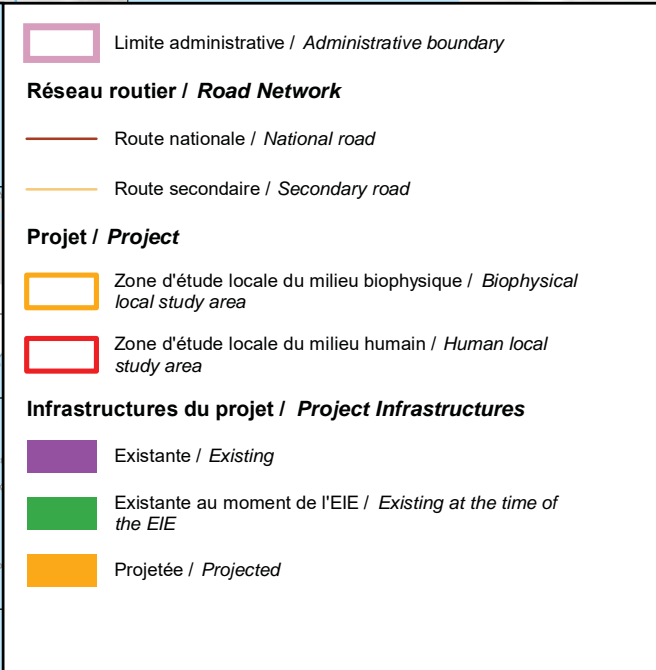 Limite administrative / Administrative boundary
Réseau routier / Road Network
Route nationale / National road
Route secondaire / Secondary road
Projet / Project
Zone d'étude locale du milieu biophysique / Biophysical
local study area
Zone d'étude locale du milieu humain / Human local
study area
Infrastructures du projet / Project Infrastructures
Existante / Existing
Existante au moment de l'EIE / Existing at the time of
the EIE
Projetée / Projected